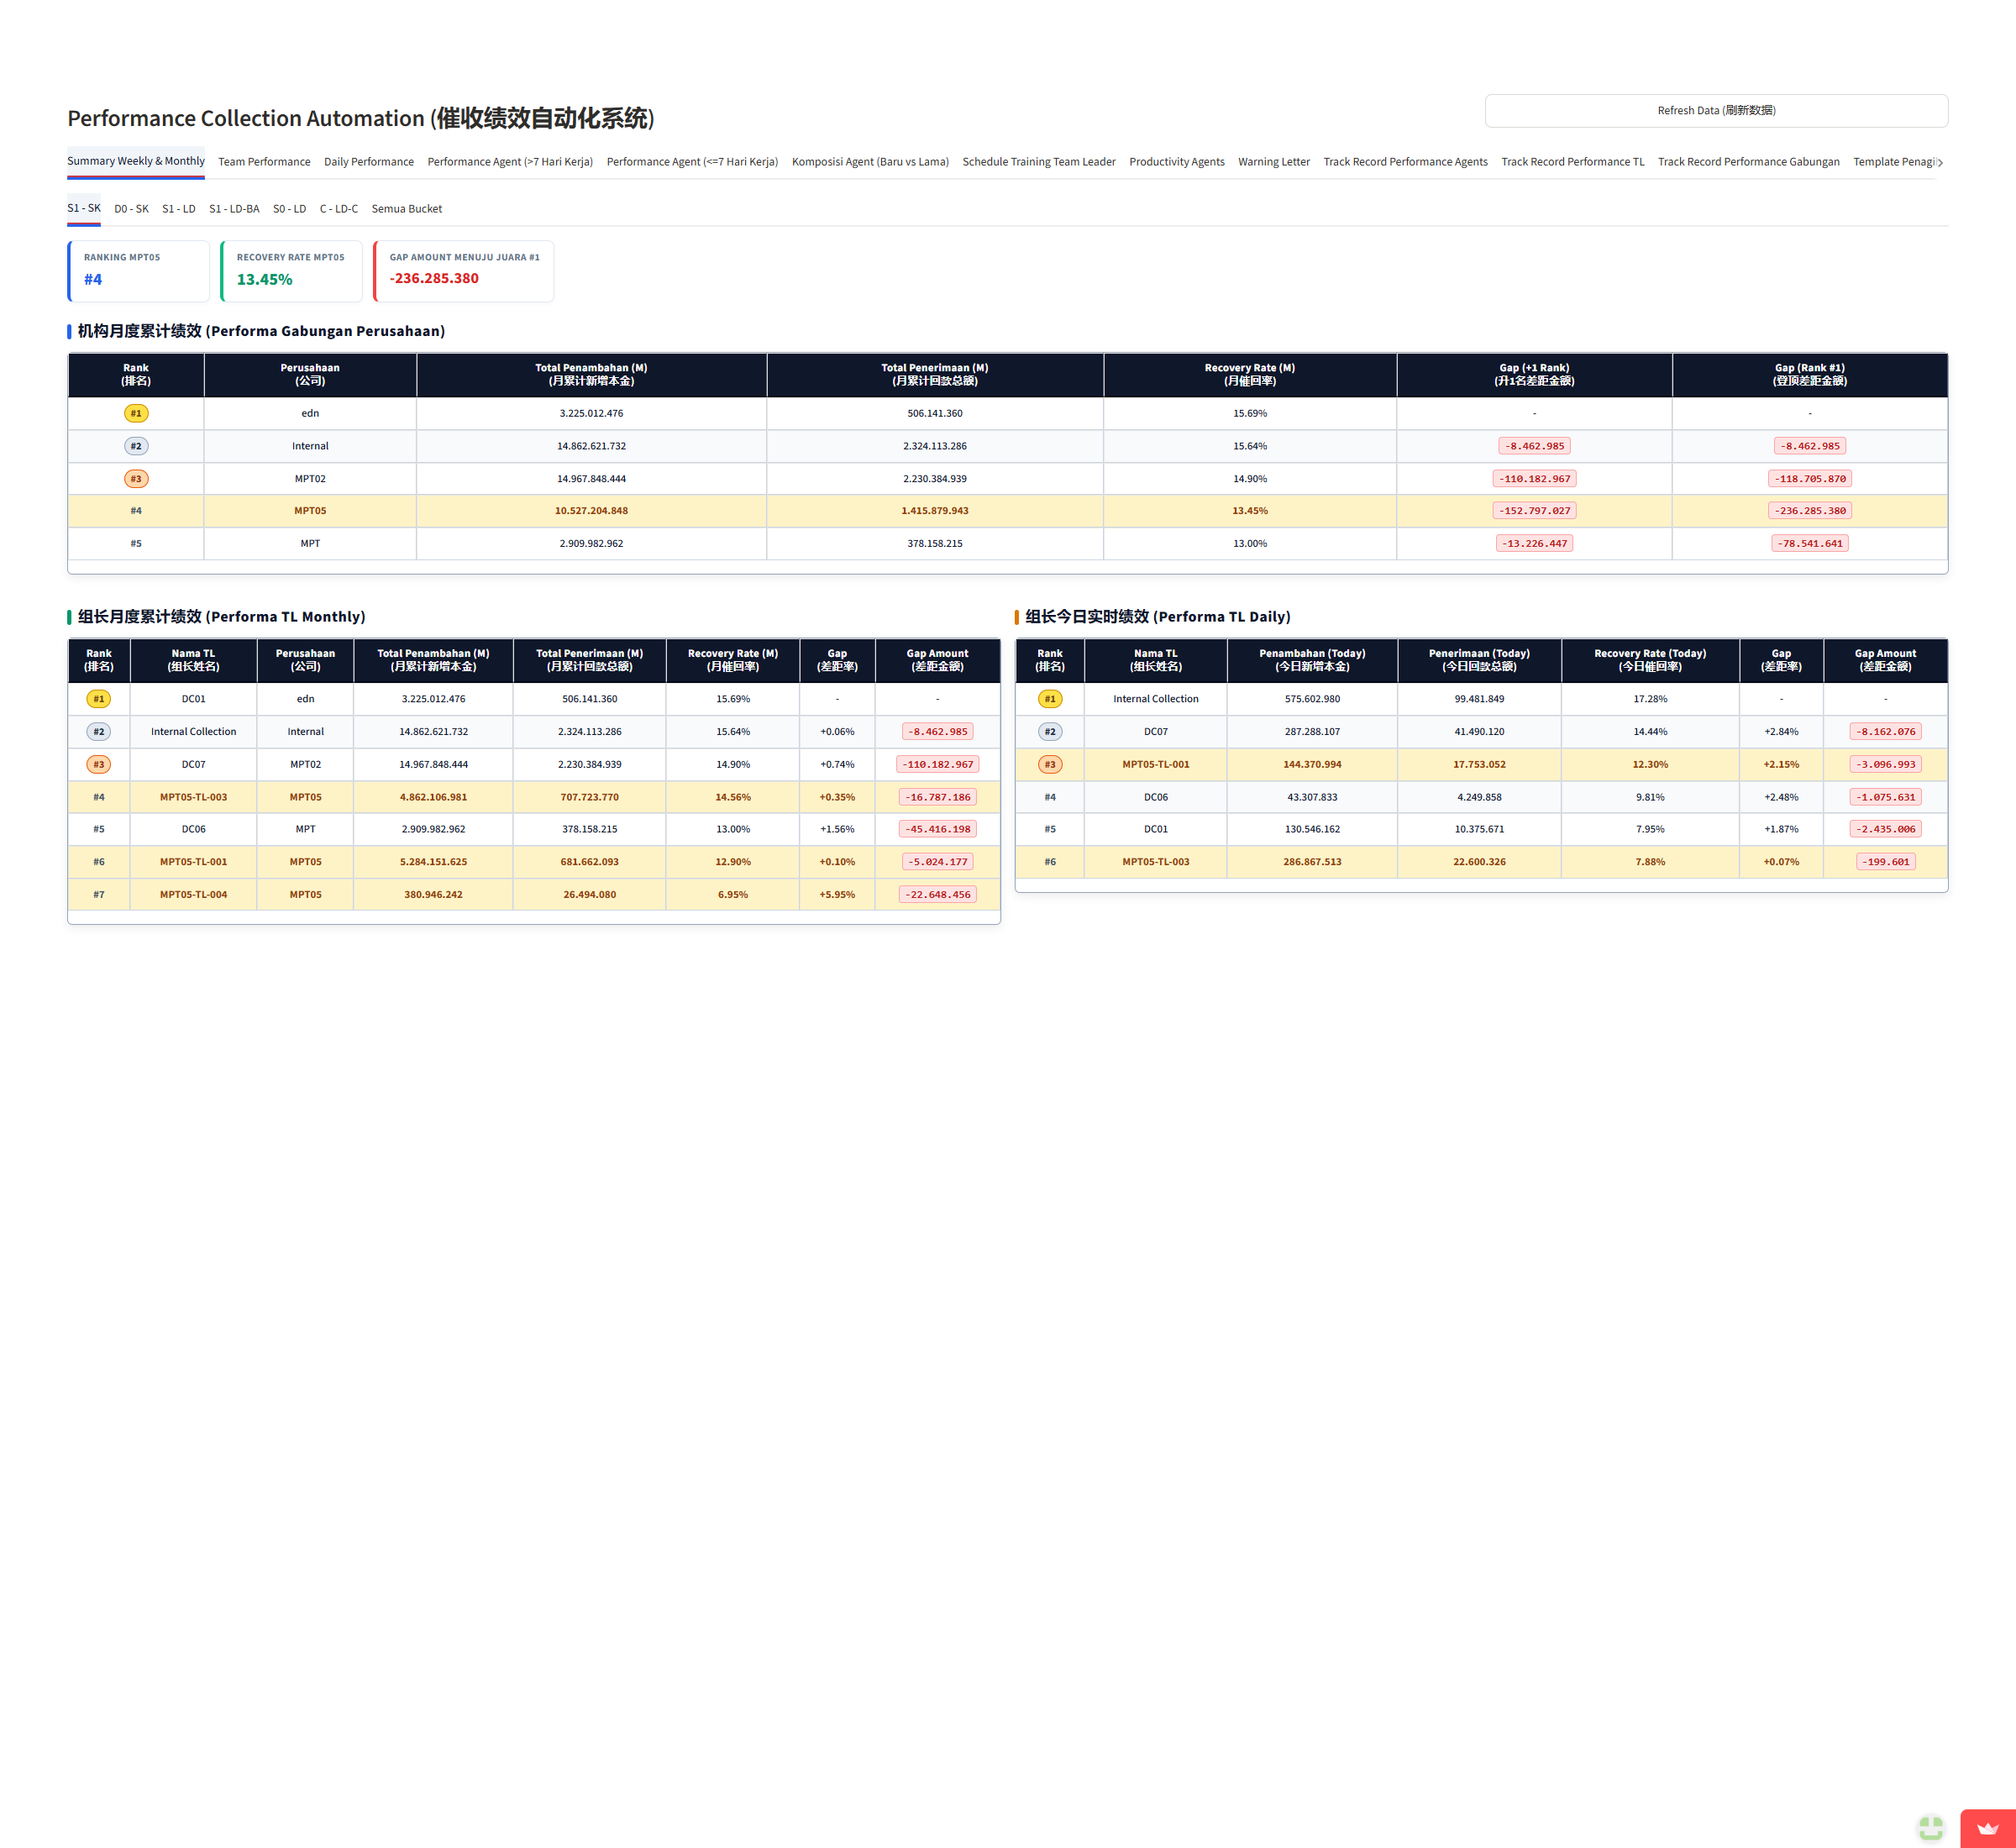 Performance Collection Automation (催收绩效自动化系统)
Refresh Data (刷新数据)
Summary Weekly & Monthly Team Performance Daily Performance Performance Agent (>7 Hari Kerja) Performance Agent (<=7 Hari Kerja) Komposisi Agent (Baru vs Lama) Schedule Training Team Leader Productivity Agents Warning Letter Track Record Performance Agents Track Record Performance TL Track Record Performance Gabungan Template Penagi
S1 - SK D0 - SK S1 - LD S1 - LD-BA S0 - LD C - LD-C Semua Bucket
RANKING MPT05
#4
RECOVERY RATE MPT05
13.45%
GAP AMOUNT MENUJU JUARA #1
-236.285.380
机构月度累计绩效 (Performa Gabungan Perusahaan)
Rank Perusahaan Total Penambahan (M) Total Penerimaan (M) Recovery Rate (M) Gap (+1 Rank) Gap (Rank #1)
(排名) (公司) (月累计新增本金) (月累计回款总额) (月催回率) (升1名差距金额) (登顶差距金额)
#1 edn 3.225.012.476 506.141.360 15.69% - -
#2 Internal 14.862.621.732 2.324.113.286 15.64% -8.462.985 -8.462.985
#3 MPT02 14.967.848.444 2.230.384.939 14.90% -110.182.967 -118.705.870
#4 MPT05 10.527.204.848 1.415.879.943 13.45% -152.797.027 -236.285.380
#5 MPT 2.909.982.962 378.158.215 13.00% -13.226.447 -78.541.641
组长月度累计绩效 (Performa TL Monthly)
Rank Nama TL Perusahaan Total Penambahan (M) Total Penerimaan (M) Recovery Rate (M) Gap Gap Amount
(排名) (组长姓名) (公司) (月累计新增本金) (月累计回款总额) (月催回率) (差距率) (差距金额)
#1 DC01 edn 3.225.012.476 506.141.360 15.69% - -
#2 Internal Collection Internal 14.862.621.732 2.324.113.286 15.64% +0.06% -8.462.985
#3 DC07 MPT02 14.967.848.444 2.230.384.939 14.90% +0.74% -110.182.967
#4 MPT05-TL-003 MPT05 4.862.106.981 707.723.770 14.56% +0.35% -16.787.186
#5 DC06 MPT 2.909.982.962 378.158.215 13.00% +1.56% -45.416.198
#6 MPT05-TL-001 MPT05 5.284.151.625 681.662.093 12.90% +0.10% -5.024.177
#7 MPT05-TL-004 MPT05 380.946.242 26.494.080 6.95% +5.95% -22.648.456
组长今日实时绩效 (Performa TL Daily)
Rank Nama TL Penambahan (Today) Penerimaan (Today) Recovery Rate (Today) Gap Gap Amount
(排名) (组长姓名) (今日新增本金) (今日回款总额) (今日催回率) (差距率) (差距金额)
#1 Internal Collection 575.602.980 99.481.849 17.28% - -
#2 DC07 287.288.107 41.490.120 14.44% +2.84% -8.162.076
#3 MPT05-TL-001 144.370.994 17.753.052 12.30% +2.15% -3.096.993
#4 DC06 43.307.833 4.249.858 9.81% +2.48% -1.075.631
#5 DC01 130.546.162 10.375.671 7.95% +1.87% -2.435.006
#6 MPT05-TL-003 286.867.513 22.600.326 7.88% +0.07% -199.601